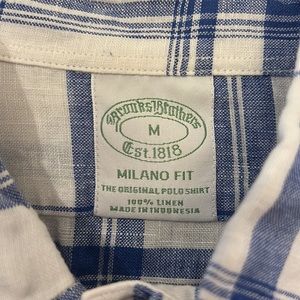 Brooks Brothers
M
Est. 1818
MILANO FIT
THE ORIGINAL POLO SHIRT
100% LINEN
MADE IN INDONESIA